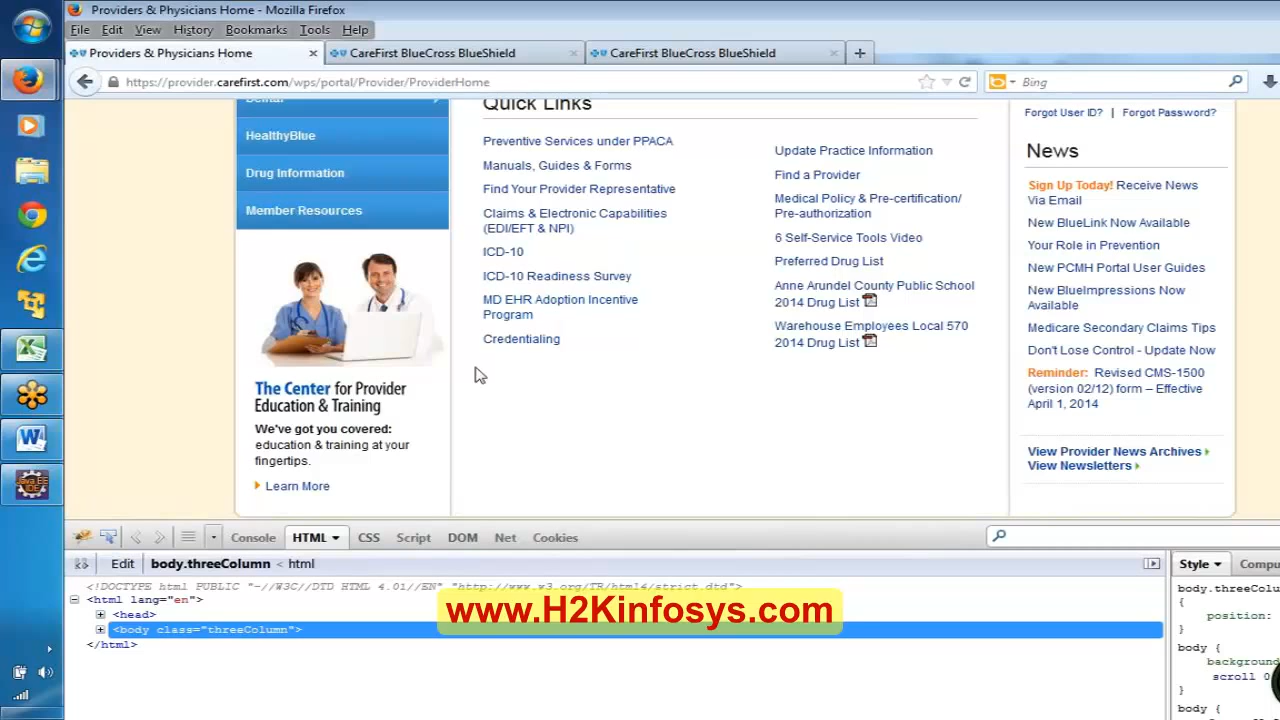 Providers & Physicians Home - Mozilla Firefox
File Edit View History Bookmarks Tools Help
Providers & Physicians Home
CareFirst BlueCross BlueShield
CareFirst BlueCross BlueShield
https://provider.carefirst.com/wps/portal/Provider/ProviderHome
Bing
HealthyBlue
Drug Information
Member Resources
The Center for Provider
Education & Training
We've got you covered:
education & training at your
fingertips.
Learn More
Quick Links
Preventive Services under PPACA
Manuals, Guides & Forms
Find Your Provider Representative
Claims & Electronic Capabilities
(EDI/EFT & NPI)
ICD-10
ICD-10 Readiness Survey
MD EHR Adoption Incentive
Program
Credentialing
Update Practice Information
Find a Provider
Medical Policy & Pre-certification/
Pre-authorization
6 Self-Service Tools Video
Preferred Drug List
Anne Arundel County Public School
2014 Drug List
Warehouse Employees Local 570
2014 Drug List
Forgot User ID? | Forgot Password?
News
Sign Up Today! Receive News
Via Email
New BlueLink Now Available
Your Role in Prevention
New PCMH Portal User Guides
New BlueImpressions Now
Available
Medicare Secondary Claims Tips
Don't Lose Control - Update Now
Reminder: Revised CMS-1500
(version 02/12) form – Effective
April 1, 2014
View Provider News Archives
View Newsletters
Console HTML CSS Script DOM Net Cookies
Edit body.threeColumn < html
Style
<!DOCTYPE html PUBLIC "-//W3C//DTD HTML 4.01//EN" "http://www.w3.org/TR/html4/strict.dtd">
<html lang="en">
<head>
<body class="threeColumn">
</html>
www.H2Kinfosys.com
{
position:
}
body {
scroll 0
}
body {
Java EE
IDE